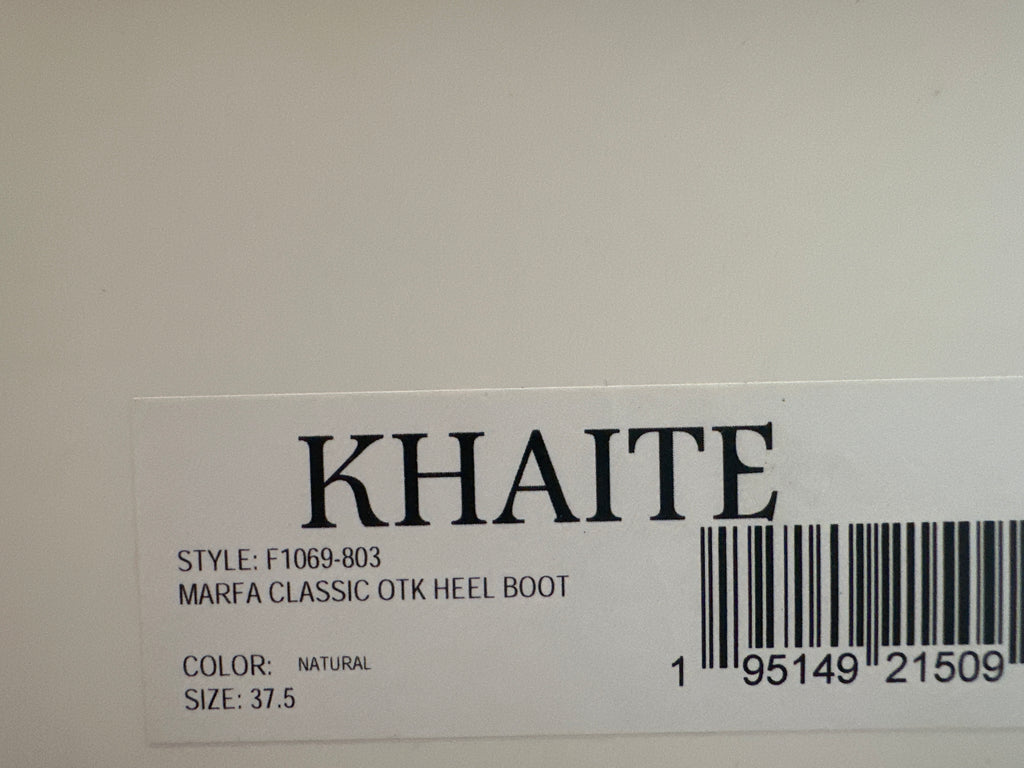 KHAITE
STYLE: F1069-803
MARFA CLASSIC OTK HEEL BOOT
COLOR: NATURAL
SIZE: 37.5
1 95149 21509